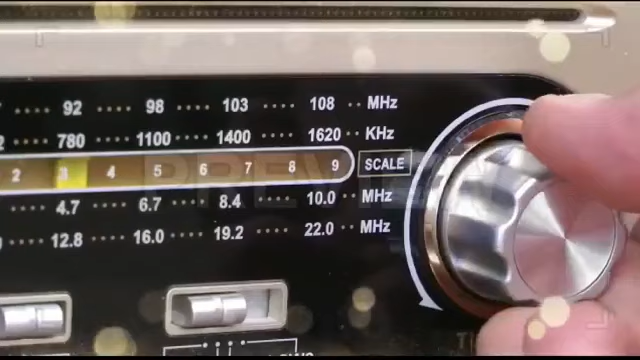 92 98 103 108 MHz
780 1100 1400 1620 KHz
2 3 4 5 6 7 8 9 SCALE
PREVIEW
4.7 6.7 8.4 10.0 MHz
12.8 16.0 19.2 22.0 MHz